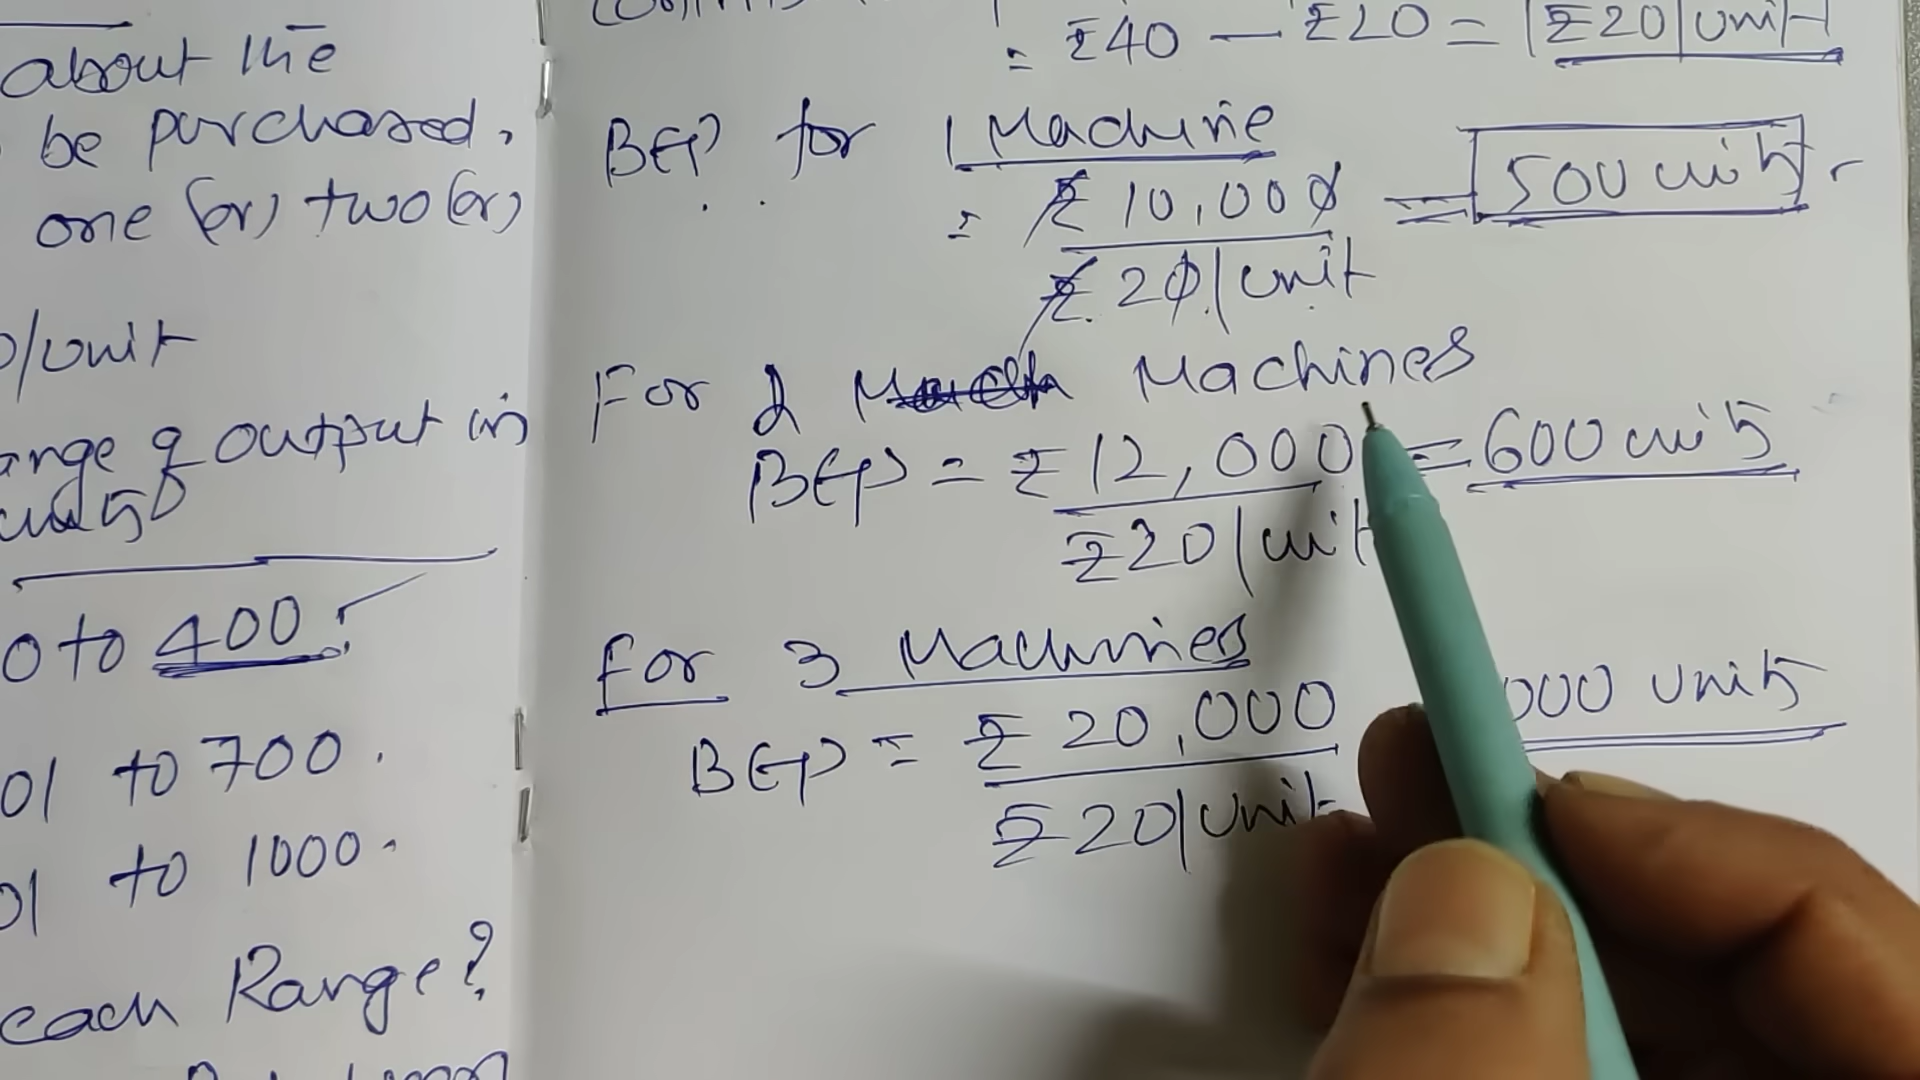 about the
be purchased,
one (or) two (or)
/unit
ange of output in
units
0 to 400.
01 to 700.
01 to 1000.
each Range?
= ₹40 — ₹20 = ₹20/unit
BEP for 1 Machine
= ₹10,000 = 500 units
₹20/unit
For 2 Machines
BEP = ₹12,000 = 600 units
₹20/unit
For 3 Machines
BEP = ₹20,000 000 units
₹20/unit